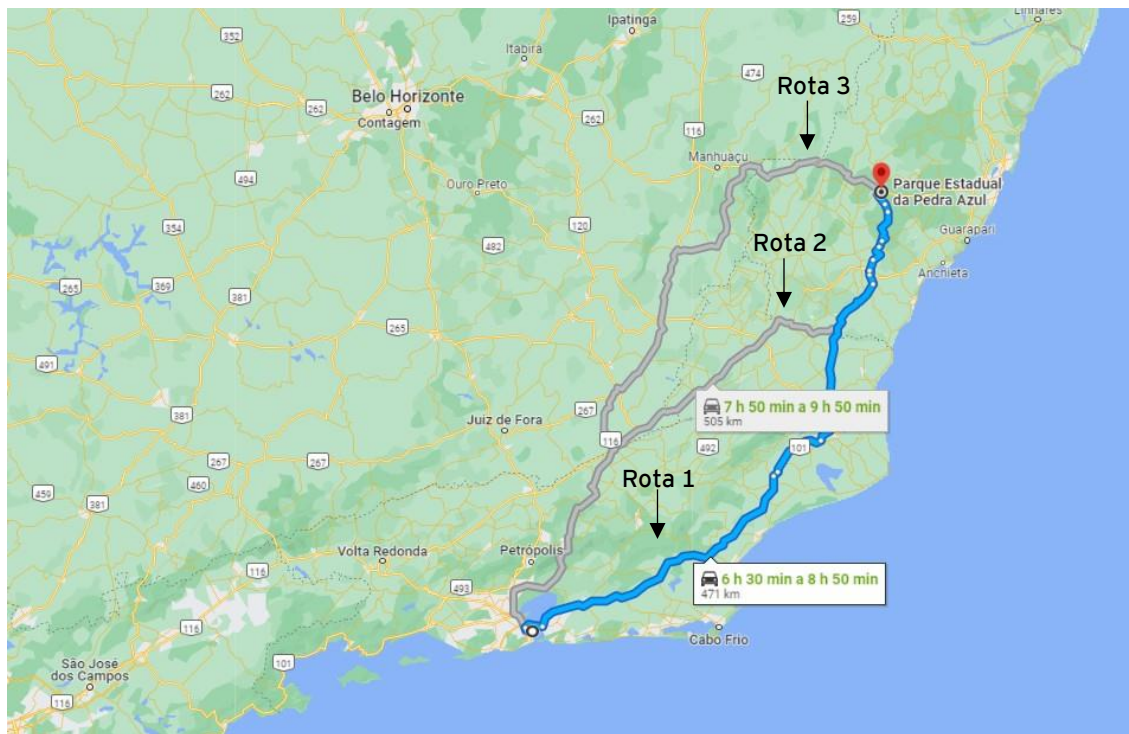 Ipatinga
259
Linhares
352
262
Itabira
381
474
Rota 3
262
262
Belo Horizonte
Contagem
262
116
Manhuaçu
494
Ouro Preto
Parque Estadual
da Pedra Azul
354
120
Guarapari
482
Rota 2
Anchieta
265
369
381
265
491
7 h 50 min a 9 h 50 min
505 km
381
Juiz de Fora
267
116
492
101
267
267
460
459
381
Rota 1
116
Volta Redonda
Petrópolis
6 h 30 min a 8 h 50 min
471 km
116
493
Cabo Frio
São José
dos Campos
101
116